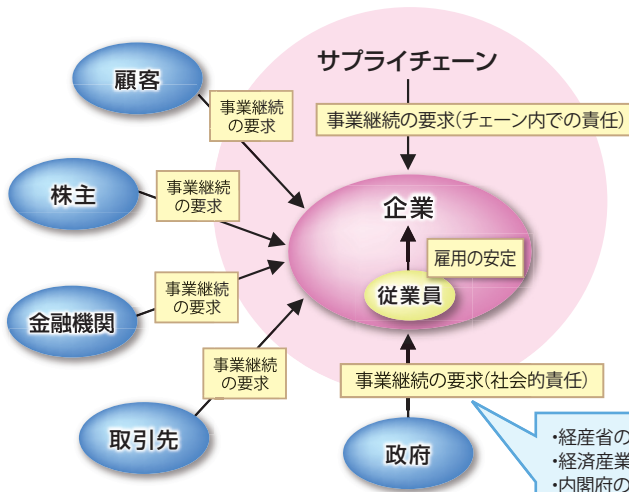 サプライチェーン
顧客
事業継続
の要求
事業継続の要求(チェーン内での責任)
株主
事業継続
の要求
企業
雇用の安定
従業員
金融機関
事業継続
の要求
取引先
事業継続
の要求
事業継続の要求(社会的責任)
政府
・経産省の
・経済産業
・内閣府の